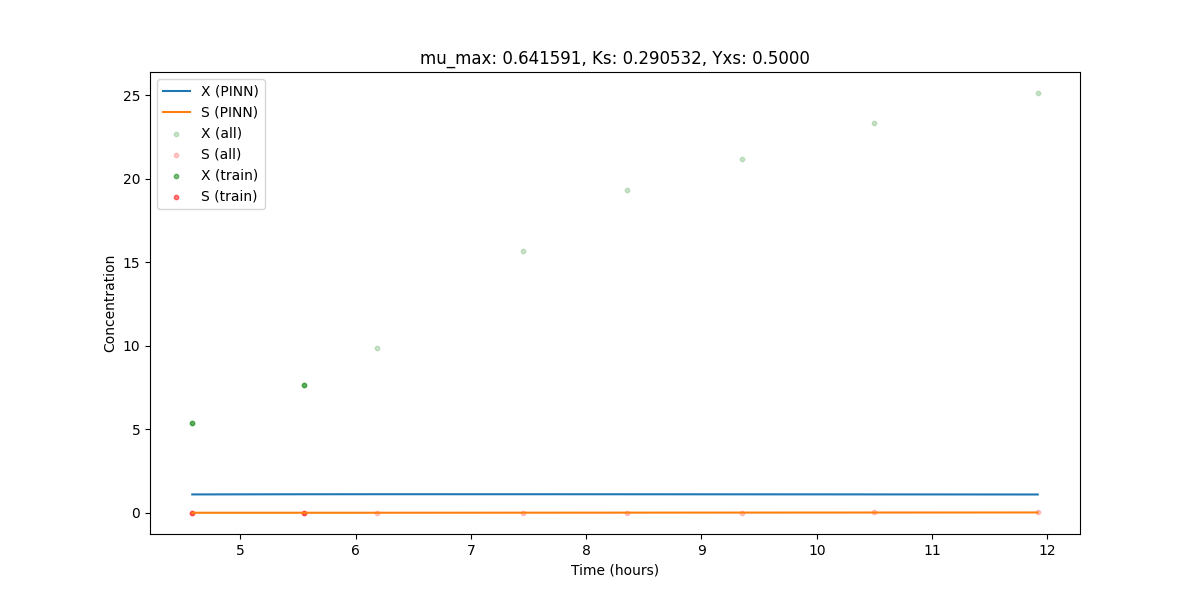 mu_max: 0.641591, Ks: 0.290532, Yxs: 0.5000
X (PINN)
S (PINN)
X (all)
S (all)
X (train)
S (train)
25
20
15
10
5
0
Concentration
5 6 7 8 9 10 11 12
Time (hours)